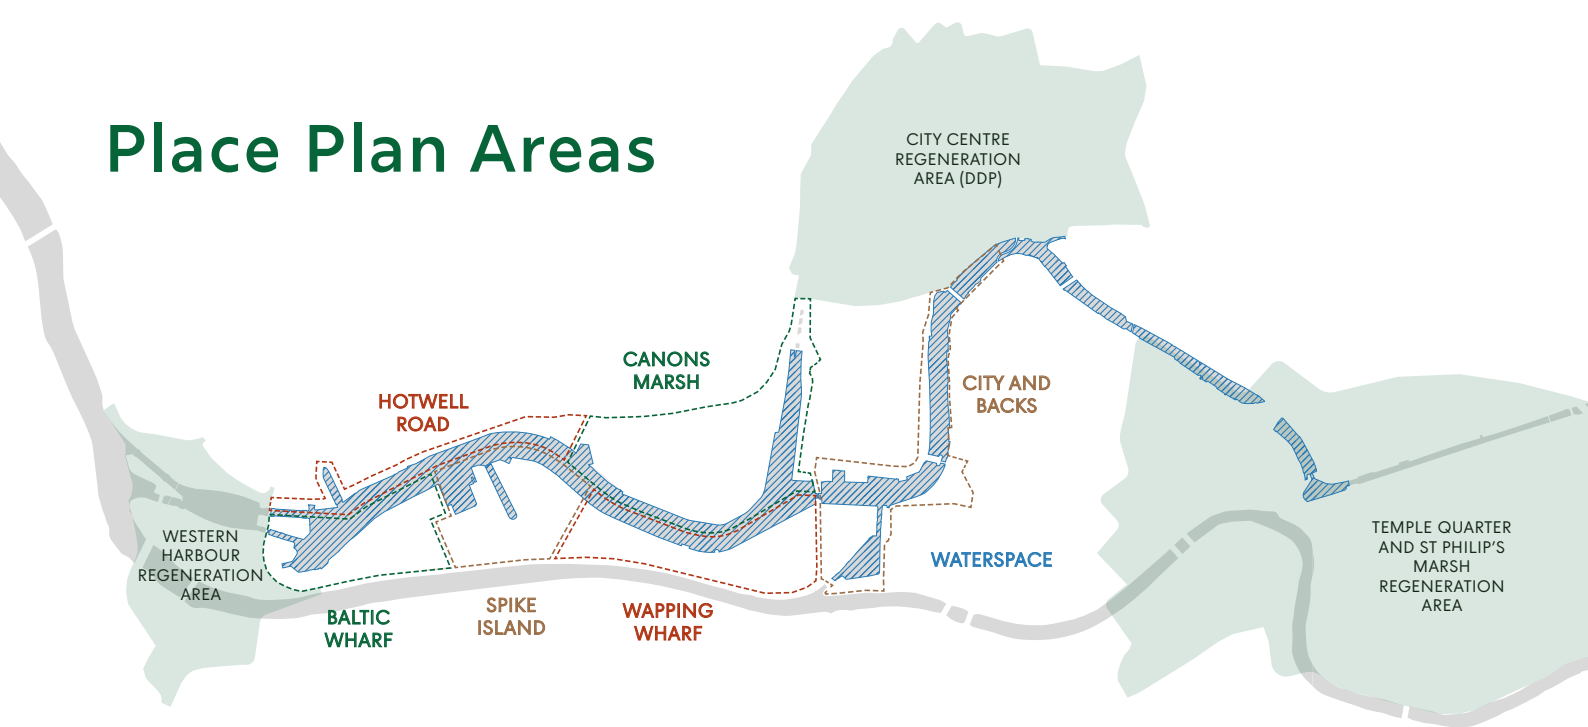 Place Plan Areas
CITY CENTRE
REGENERATION
AREA (DDP)
CANONS
MARSH
HOTWELL
ROAD
CITY AND
BACKS
WESTERN
HARBOUR
REGENERATION
AREA
WATERSPACE
TEMPLE QUARTER
AND ST PHILIP'S
MARSH
REGENERATION
AREA
BALTIC
WHARF
SPIKE
ISLAND
WAPPING
WHARF